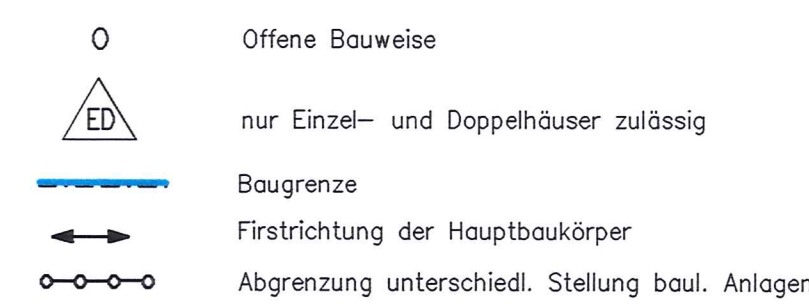 o Offene Bauweise
ED nur Einzel– und Doppelhäuser zulässig
Baugrenze
Firstrichtung der Hauptbaukörper
Abgrenzung unterschiedl. Stellung baul. Anlagen